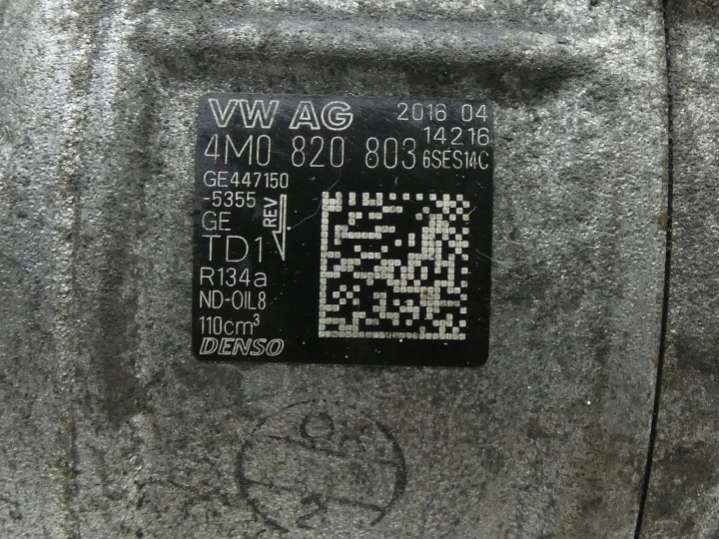 VW AG 2016 04
14216
4M0 820 803 6SES14C
GE447150
-5355
REV
GE
TD1
R134a
ND-OIL8
110cm³
DENSO
OK